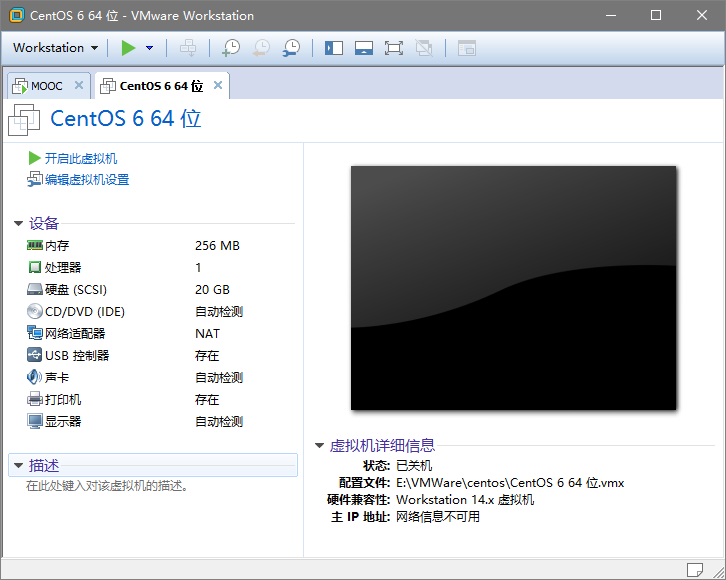 CentOS 6 64 位 - VMware Workstation
Workstation
MOOC
CentOS 6 64 位
CentOS 6 64 位
开启此虚拟机
编辑虚拟机设置
设备
内存 256 MB
处理器 1
硬盘 (SCSI) 20 GB
CD/DVD (IDE) 自动检测
网络适配器 NAT
USB 控制器 存在
声卡 自动检测
打印机 存在
显示器 自动检测
描述
在此处键入对该虚拟机的描述。
虚拟机详细信息
状态: 已关机
配置文件: E:\VMWare\centos\CentOS 6 64 位.vmx
硬件兼容性: Workstation 14.x 虚拟机
主 IP 地址: 网络信息不可用